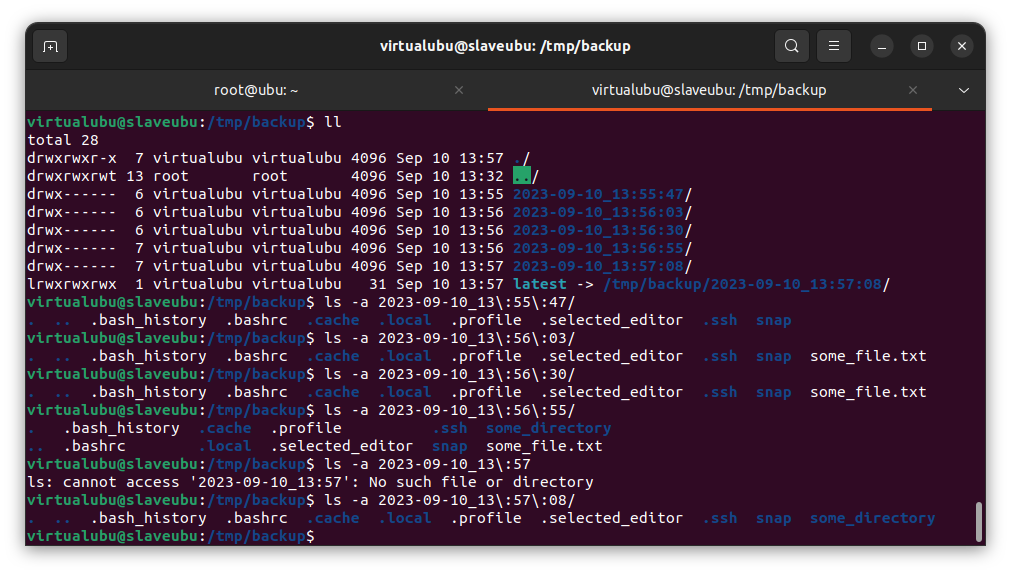 virtualubu@slaveubu: /tmp/backup
root@ubu: ~ virtualubu@slaveubu: /tmp/backup
virtualubu@slaveubu:/tmp/backup$ ll
total 28
drwxrwxr-x  7 virtualubu virtualubu 4096 Sep 10 13:57 ./
drwxrwxrwt 13 root       root       4096 Sep 10 13:32 ../
drwx------  6 virtualubu virtualubu 4096 Sep 10 13:55 2023-09-10_13:55:47/
drwx------  6 virtualubu virtualubu 4096 Sep 10 13:56 2023-09-10_13:56:03/
drwx------  6 virtualubu virtualubu 4096 Sep 10 13:56 2023-09-10_13:56:30/
drwx------  7 virtualubu virtualubu 4096 Sep 10 13:56 2023-09-10_13:56:55/
drwx------  7 virtualubu virtualubu 4096 Sep 10 13:57 2023-09-10_13:57:08/
lrwxrwxrwx  1 virtualubu virtualubu   31 Sep 10 13:57 latest -> /tmp/backup/2023-09-10_13:57:08/
virtualubu@slaveubu:/tmp/backup$ ls -a 2023-09-10_13\:55\:47/
.  ..  .bash_history  .bashrc  .cache  .local  .profile  .selected_editor  .ssh  snap
virtualubu@slaveubu:/tmp/backup$ ls -a 2023-09-10_13\:56\:03/
.  ..  .bash_history  .bashrc  .cache  .local  .profile  .selected_editor  .ssh  snap  some_file.txt
virtualubu@slaveubu:/tmp/backup$ ls -a 2023-09-10_13\:56\:30/
.  ..  .bash_history  .bashrc  .cache  .local  .profile  .selected_editor  .ssh  snap  some_file.txt
virtualubu@slaveubu:/tmp/backup$ ls -a 2023-09-10_13\:56\:55/
.   .bash_history  .cache  .profile          .ssh  some_directory
..  .bashrc        .local  .selected_editor  snap  some_file.txt
virtualubu@slaveubu:/tmp/backup$ ls -a 2023-09-10_13\:57
ls: cannot access '2023-09-10_13:57': No such file or directory
virtualubu@slaveubu:/tmp/backup$ ls -a 2023-09-10_13\:57\:08/
.  ..  .bash_history  .bashrc  .cache  .local  .profile  .selected_editor  .ssh  snap  some_directory
virtualubu@slaveubu:/tmp/backup$